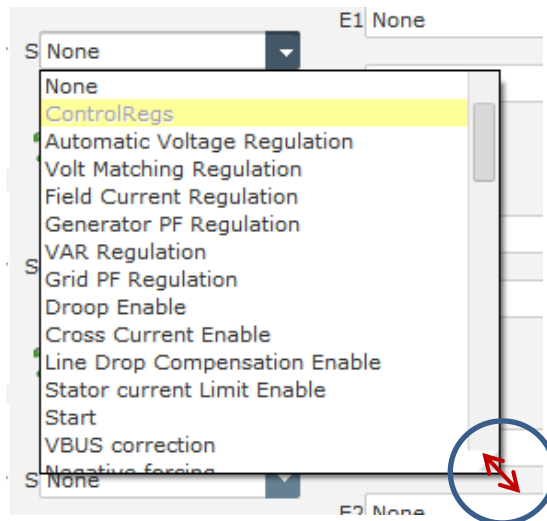 E1 None
S None
None
ControlRegs
Automatic Voltage Regulation
Volt Matching Regulation
Field Current Regulation
Generator PF Regulation
VAR Regulation
S
Grid PF Regulation
Droop Enable
Cross Current Enable
Line Drop Compensation Enable
Stator current Limit Enable
Start
VBUS correction
Negative forcing
S None
E2 None